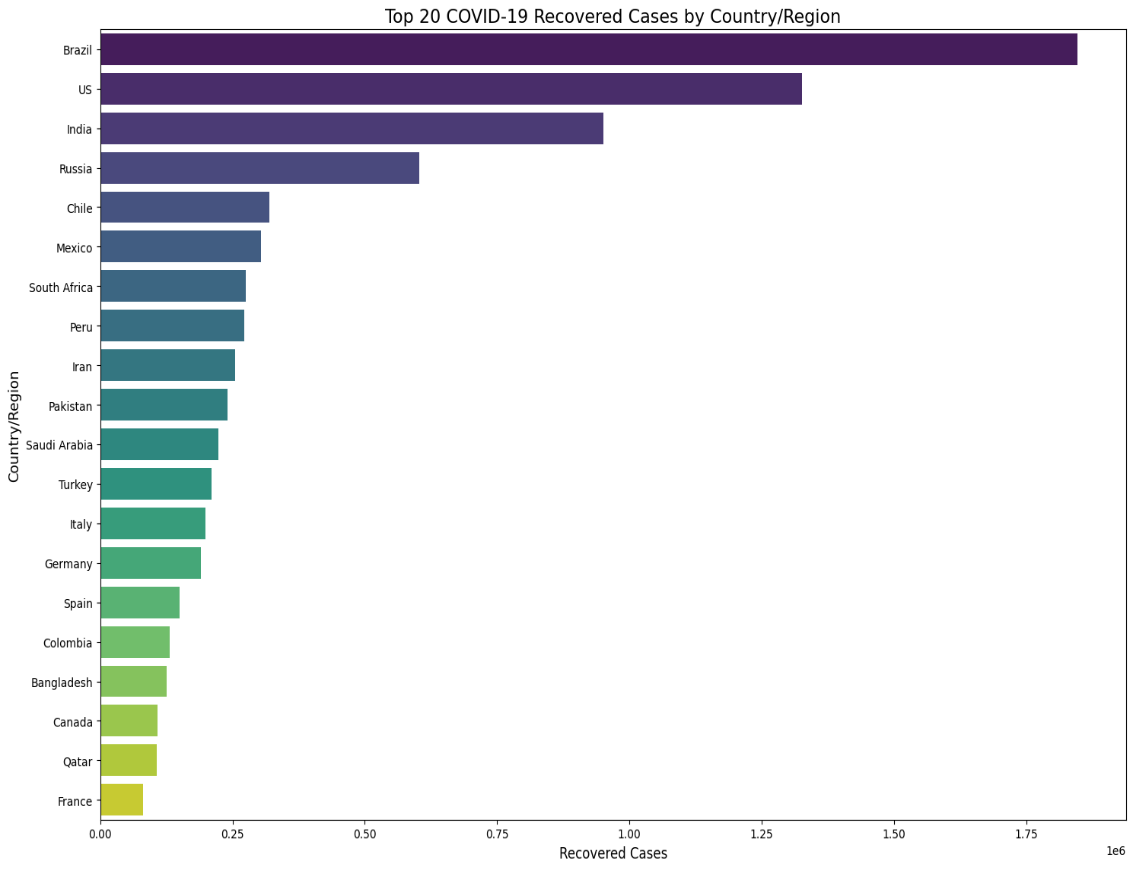 Top 20 COVID-19 Recovered Cases by Country/Region
Country/Region
Brazil
US
India
Russia
Chile
Mexico
South Africa
Peru
Iran
Pakistan
Saudi Arabia
Turkey
Italy
Germany
Spain
Colombia
Bangladesh
Canada
Qatar
France
0.00 0.25 0.50 0.75 1.00 1.25 1.50 1.75
1e6
Recovered Cases